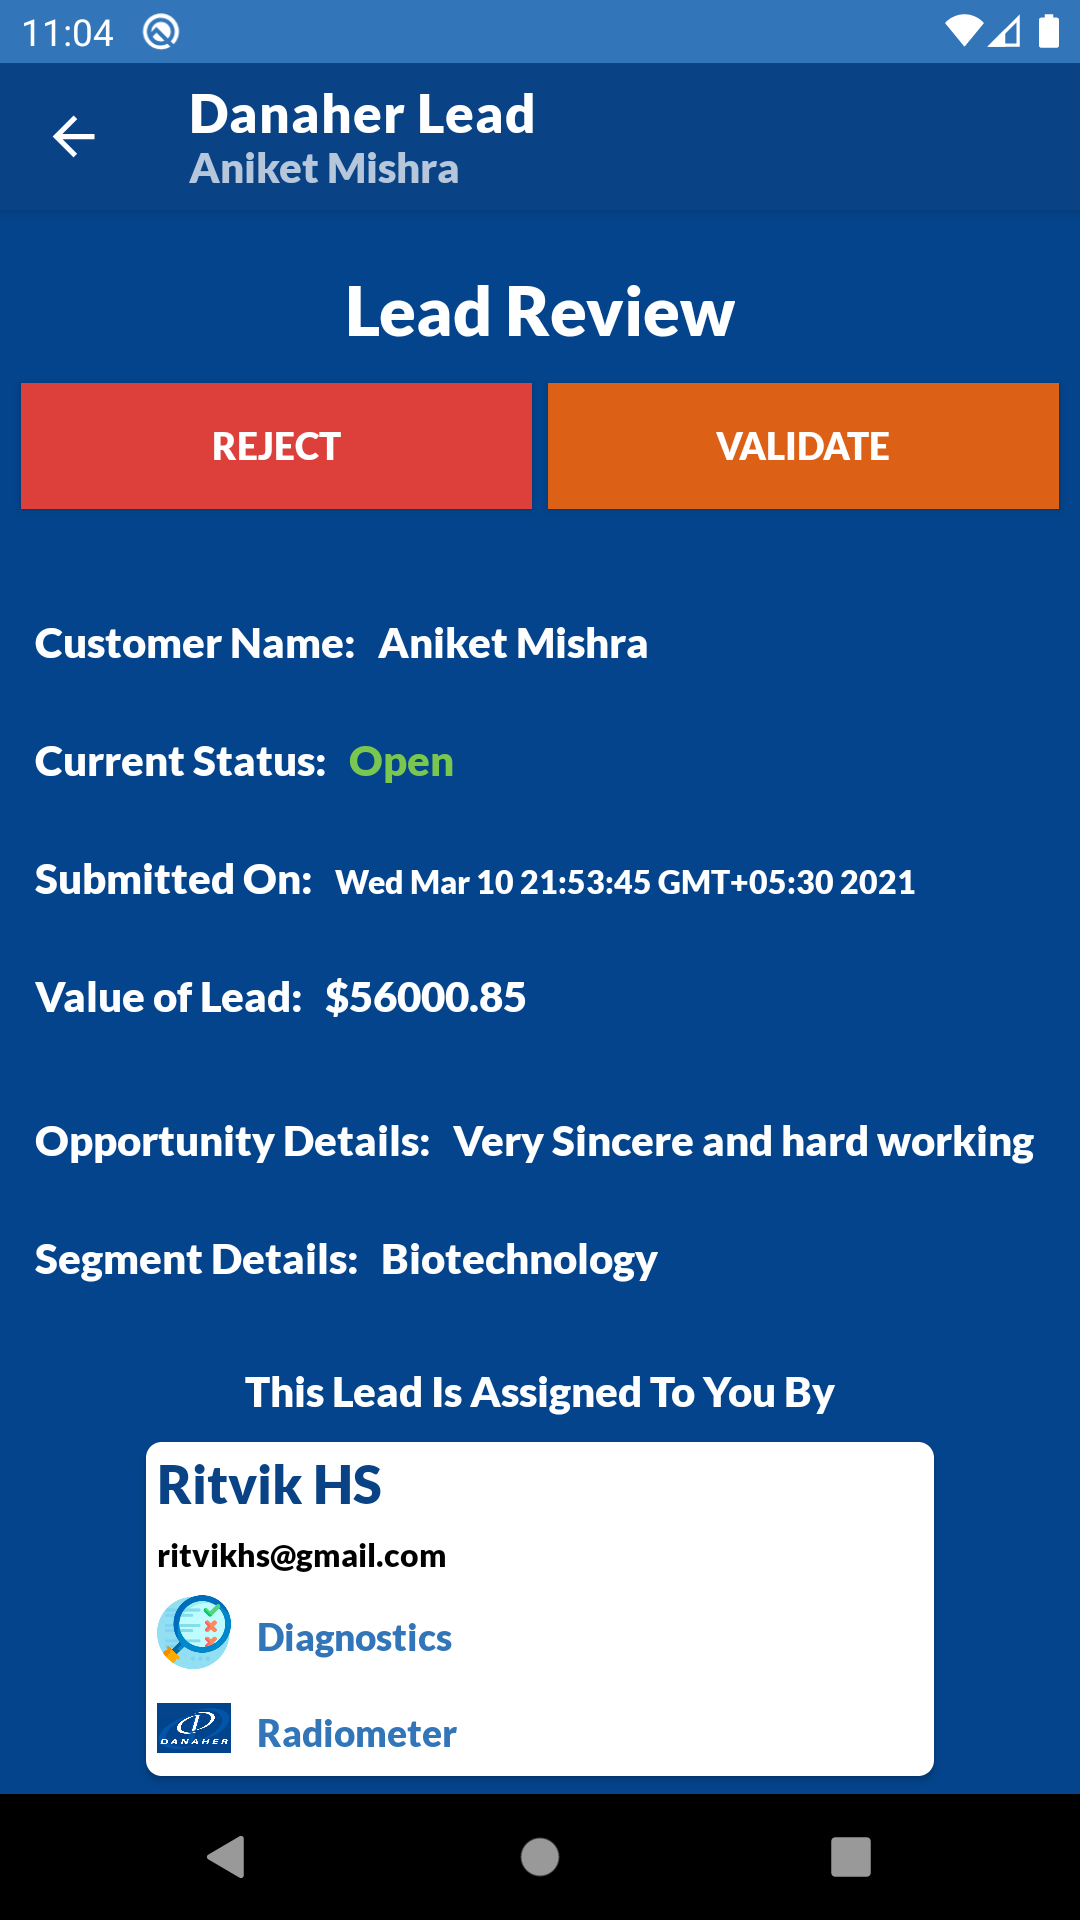 11:04
Danaher Lead
Aniket Mishra
Lead Review
REJECT VALIDATE
Customer Name: Aniket Mishra
Current Status: Open
Submitted On: Wed Mar 10 21:53:45 GMT+05:30 2021
Value of Lead: $56000.85
Opportunity Details: Very Sincere and hard working
Segment Details: Biotechnology
This Lead Is Assigned To You By
Ritvik HS
ritvikhs@gmail.com
Diagnostics
DANAHER Radiometer